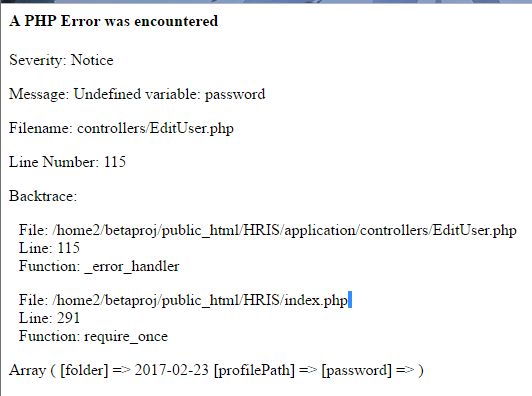 A PHP Error was encountered
Severity: Notice
Message: Undefined variable: password
Filename: controllers/EditUser.php
Line Number: 115
Backtrace:
File: /home2/betaproj/public_html/HRIS/application/controllers/EditUser.php
Line: 115
Function: _error_handler
File: /home2/betaproj/public_html/HRIS/index.php
Line: 291
Function: require_once
Array ( [folder] => 2017-02-23 [profilePath] => [password] => )